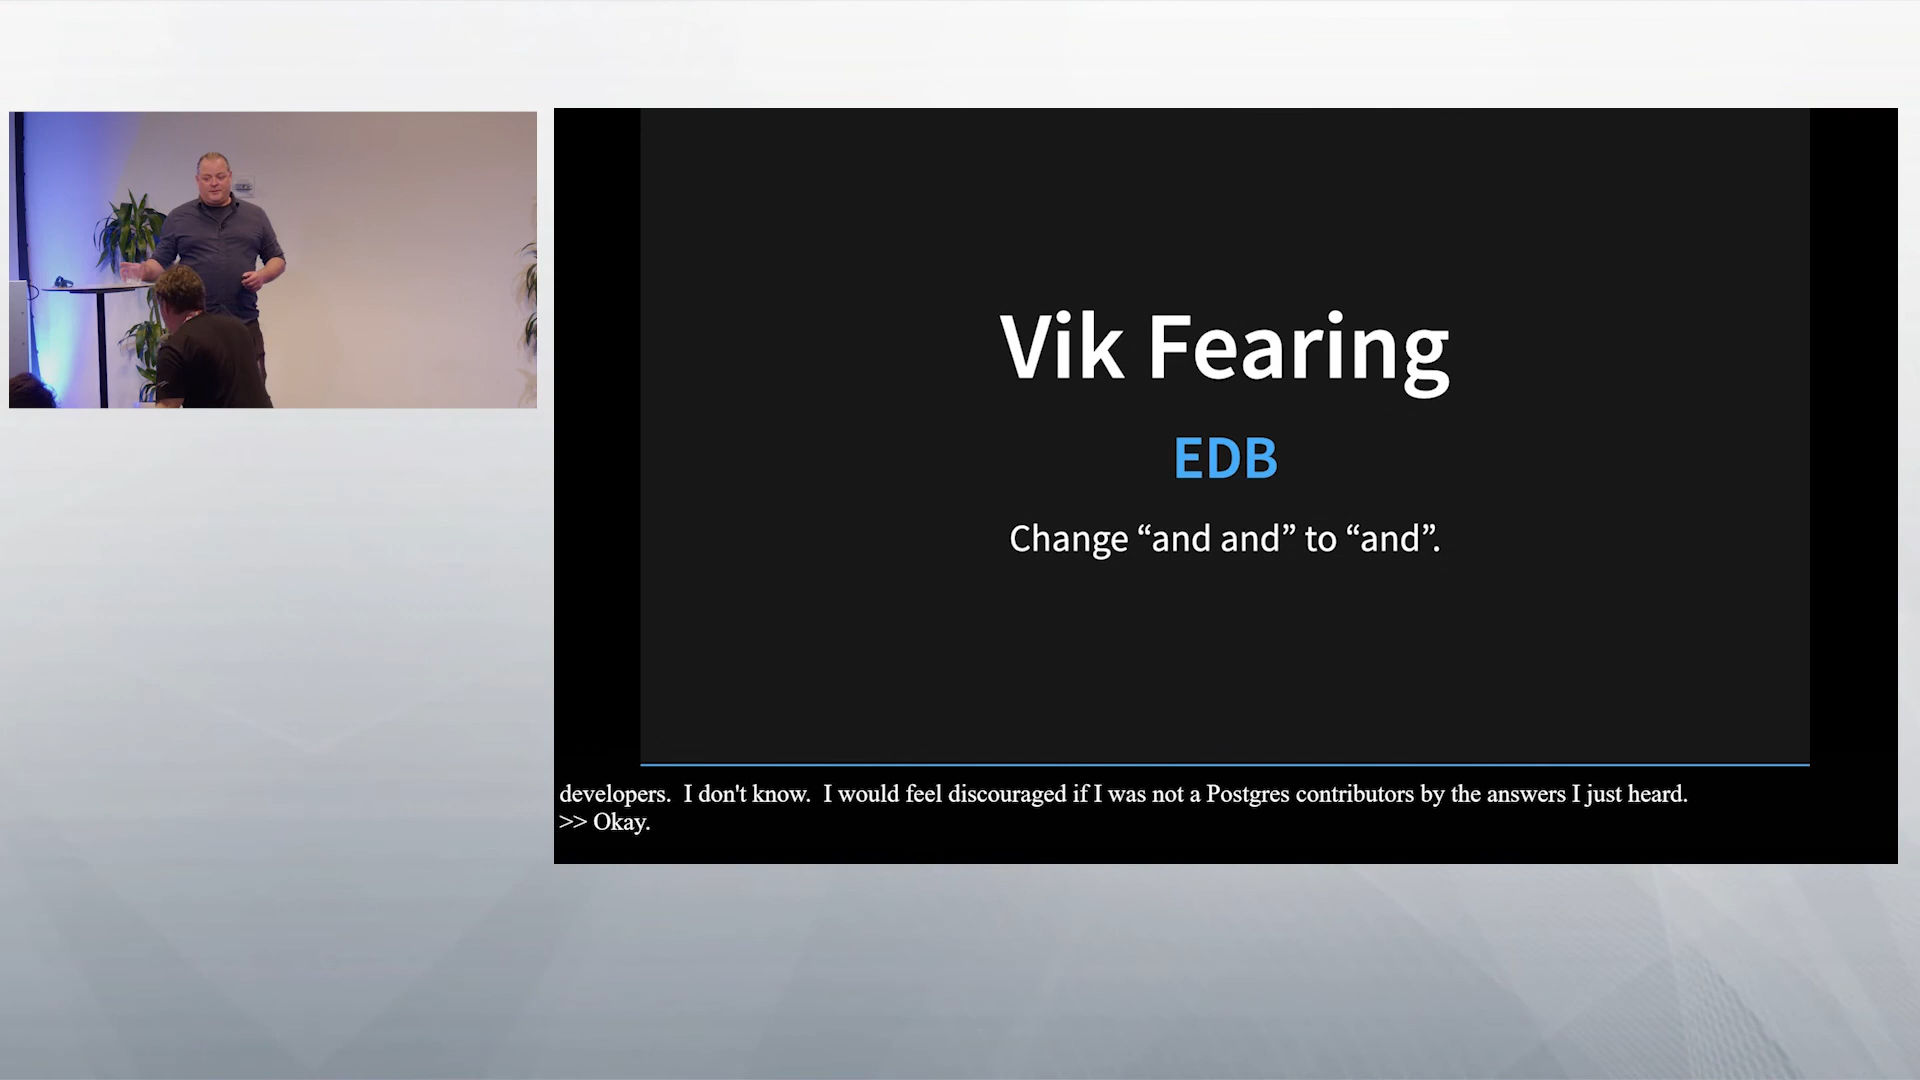 Vik Fearing
EDB
Change “and and” to “and”.
developers.  I don't know.  I would feel discouraged if I was not a Postgres contributors by the answers I just heard.
>> Okay.